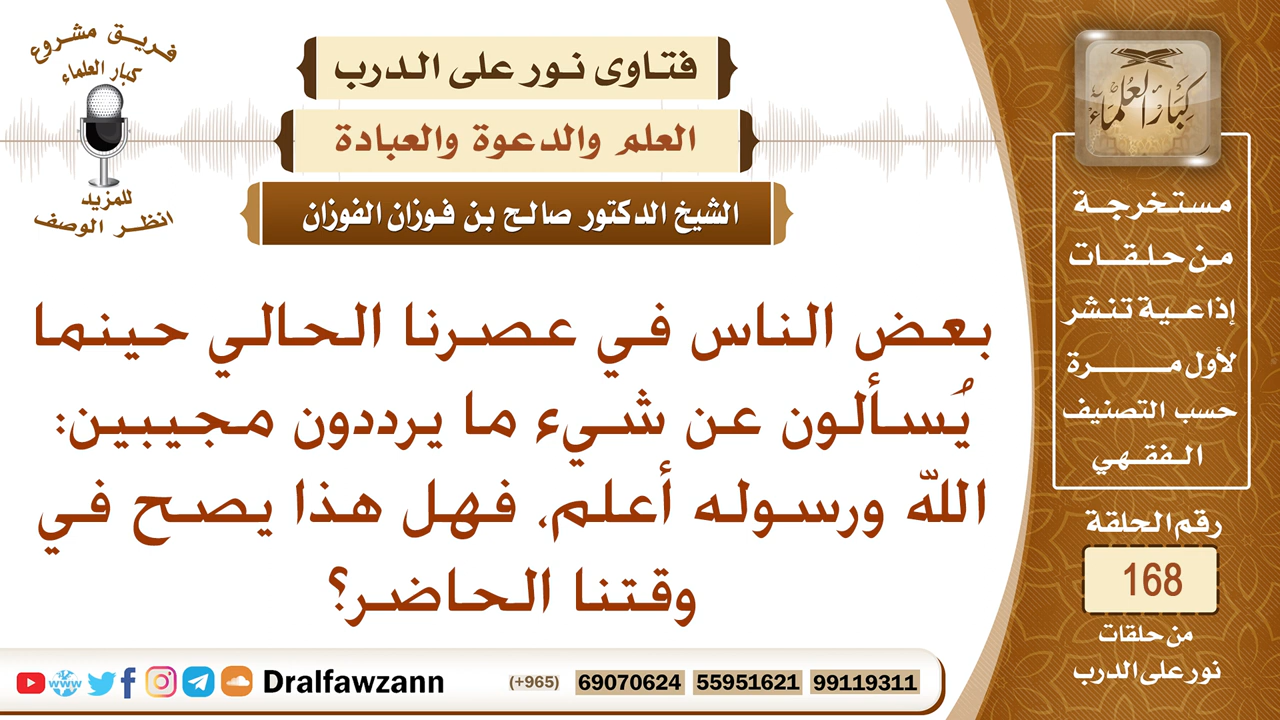 فريق مشروع
كبار العلماء
للمزيد
انظر الوصف
فتاوى نور على الدرب
العلم والدعوة والعبادة
الشيخ الدكتور صالح بن فوزان الفوزان
بعض الناس في عصرنا الحالي حينما
يُسألون عن شيء ما يرددون مجيبين:
الله ورسوله أعلم، فهل هذا يصح في
وقتنا الحاضر؟
كبار العلماء
مستخرجة
من حلقات
إذاعية تنشر
لأول مرة
حسب التصنيف
الفقهي
رقم الحلقة
168
من حلقات
نور على الدرب
www Dralfawzann (+965) 69070624 55951621 99119311